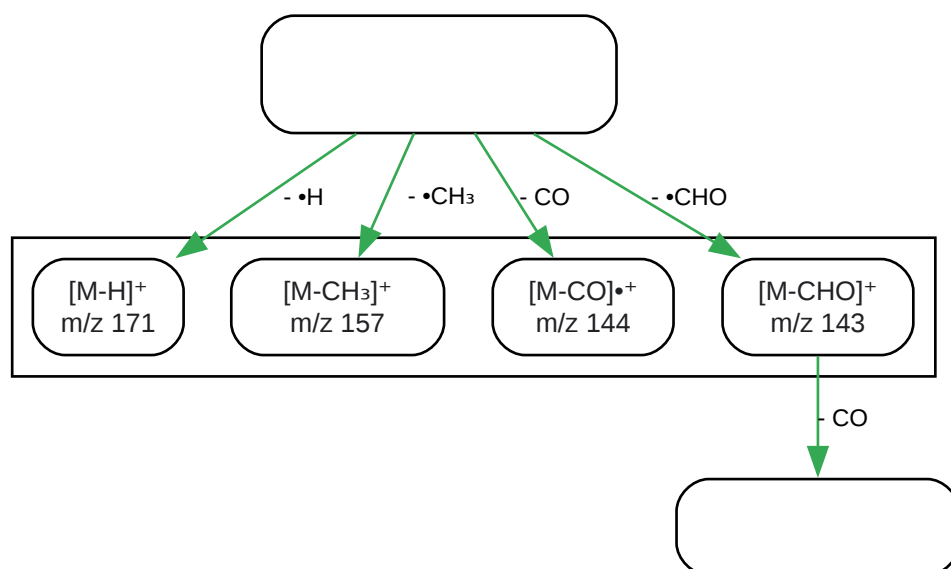 - •H
- •CH₃
- CO
- •CHO
[M-H]⁺
m/z 171
[M-CH₃]⁺
m/z 157
[M-CO]•⁺
m/z 144
[M-CHO]⁺
m/z 143
- CO